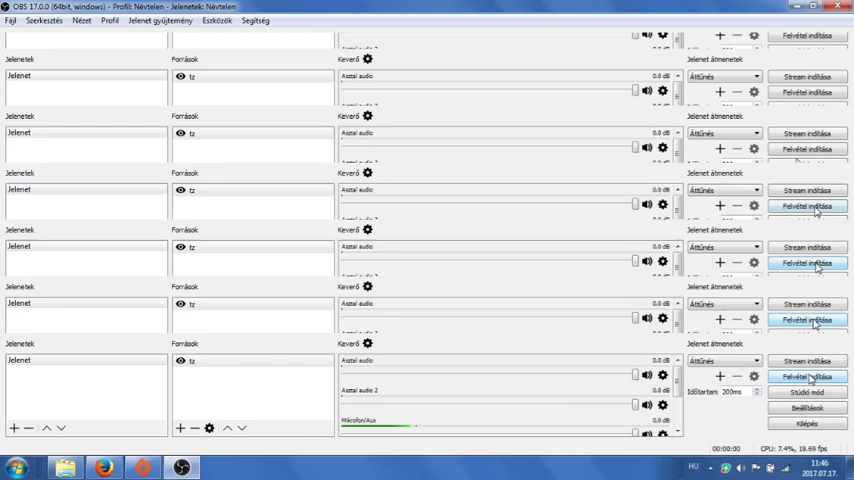 OBS 17.0.0 (64bit, windows) - Profil: Névtelen - Jelenetek: Névtelen
Fájl Szerkesztés Nézet Profil Jelenet gyűjtemény Eszközök Segítség
Felvétel indítása
Jelenetek Források Keverő Jelenet átmenetek
Jelenet tz Asztal audio 0.0 dB Áttűnés Stream indítása
Felvétel indítása
Jelenetek Források Keverő Jelenet átmenetek
Jelenet tz Asztal audio 0.0 dB Áttűnés Stream indítása
Felvétel indítása
Jelenetek Források Keverő Jelenet átmenetek
Jelenet tz Asztal audio 0.0 dB Áttűnés Stream indítása
Felvétel indítása
Jelenetek Források Keverő Jelenet átmenetek
Jelenet tz Asztal audio 0.0 dB Áttűnés Stream indítása
Felvétel indítása
Jelenetek Források Keverő Jelenet átmenetek
Jelenet tz Asztal audio 0.0 dB Áttűnés Stream indítása
Felvétel indítása
Jelenetek Források Keverő Jelenet átmenetek
Jelenet tz Asztal audio 0.0 dB Áttűnés Stream indítása
Felvétel indítása
Asztal audio 2 0.0 dB Időtartam 200ms Stúdió mód
Beállítások
Mikrofon/Aux 0.0 dB Kilépés
00:00:00 CPU: 7.4%, 19.69 fps
HU 11:46
2017.07.17.